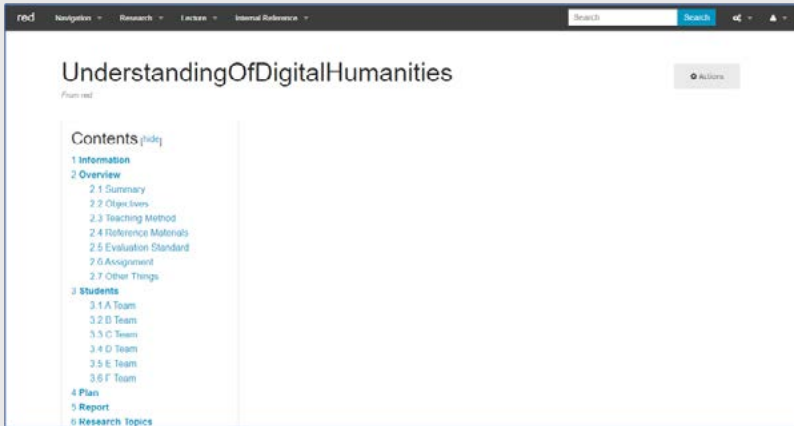 red Navigation Research Lecture Internal Reference Search Search
UnderstandingOfDigitalHumanities
Actions
From red
Contents [hide]
1 Information
2 Overview
2.1 Summary
2.2 Objectives
2.3 Teaching Method
2.4 Reference Materials
2.5 Evaluation Standard
2.6 Assignment
2.7 Other Things
3 Students
3.1 A Team
3.2 B Team
3.3 C Team
3.4 D Team
3.5 E Team
3.6 F Team
4 Plan
5 Report
6 Research Topics